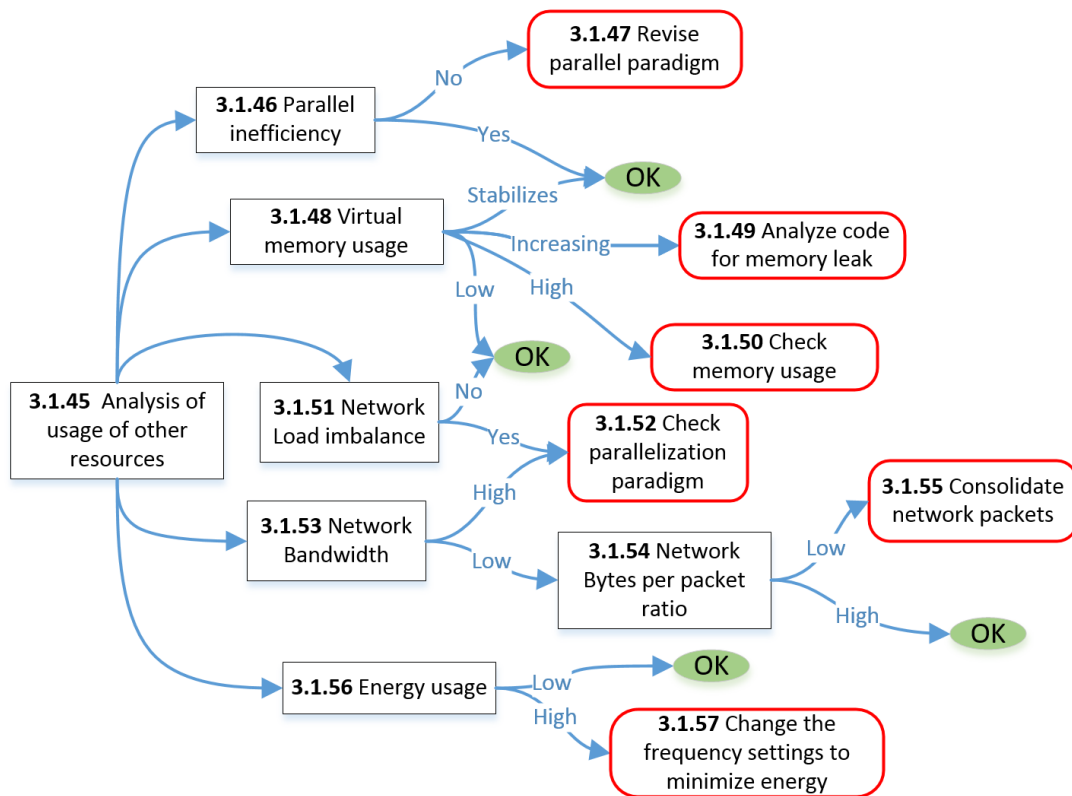 3.1.47 Revise
parallel paradigm
No
3.1.46 Parallel
inefficiency
Yes
OK
Stabilizes
3.1.48 Virtual
memory usage
Increasing
3.1.49 Analyze code
for memory leak
Low
High
3.1.50 Check
memory usage
OK
No
3.1.45 Analysis of
usage of other
resources
3.1.51 Network
Load imbalance
Yes
3.1.52 Check
parallelization
paradigm
High
3.1.53 Network
Bandwidth
Low
3.1.54 Network
Bytes per packet
ratio
3.1.55 Consolidate
network packets
Low
High
OK
3.1.56 Energy usage
Low
OK
High
3.1.57 Change the
frequency settings to
minimize energy